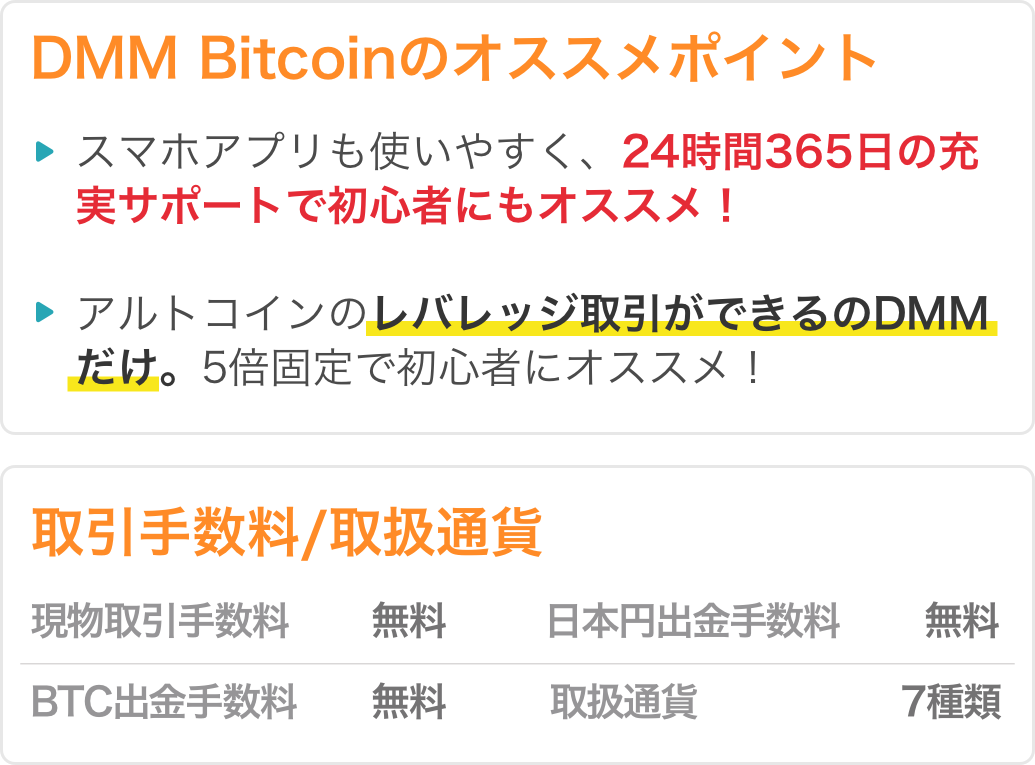 DMM Bitcoinのオススメポイント
スマホアプリも使いやすく、24時間365日の充
実サポートで初心者にもオススメ！
アルトコインのレバレッジ取引ができるのDMM
だけ。5倍固定で初心者にオススメ！
取引手数料/取扱通貨
現物取引手数料 無料 日本円出金手数料 無料
BTC出金手数料 無料 取扱通貨 7種類